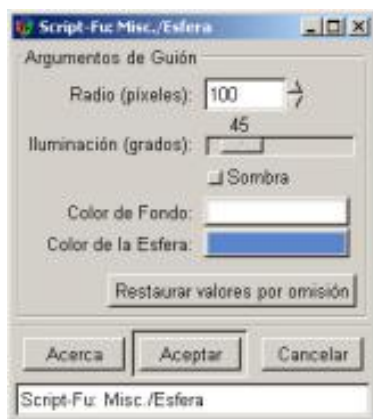 Script-Fu: Misc./Esfera
Argumentos de Guión
Radio (pixeles): 100
45
Iluminación (grados):
Sombra
Color de Fondo:
Color de la Esfera:
Restaurar valores por omisión
Acerca Aceptar Cancelar
Script-Fu: Misc./Esfera